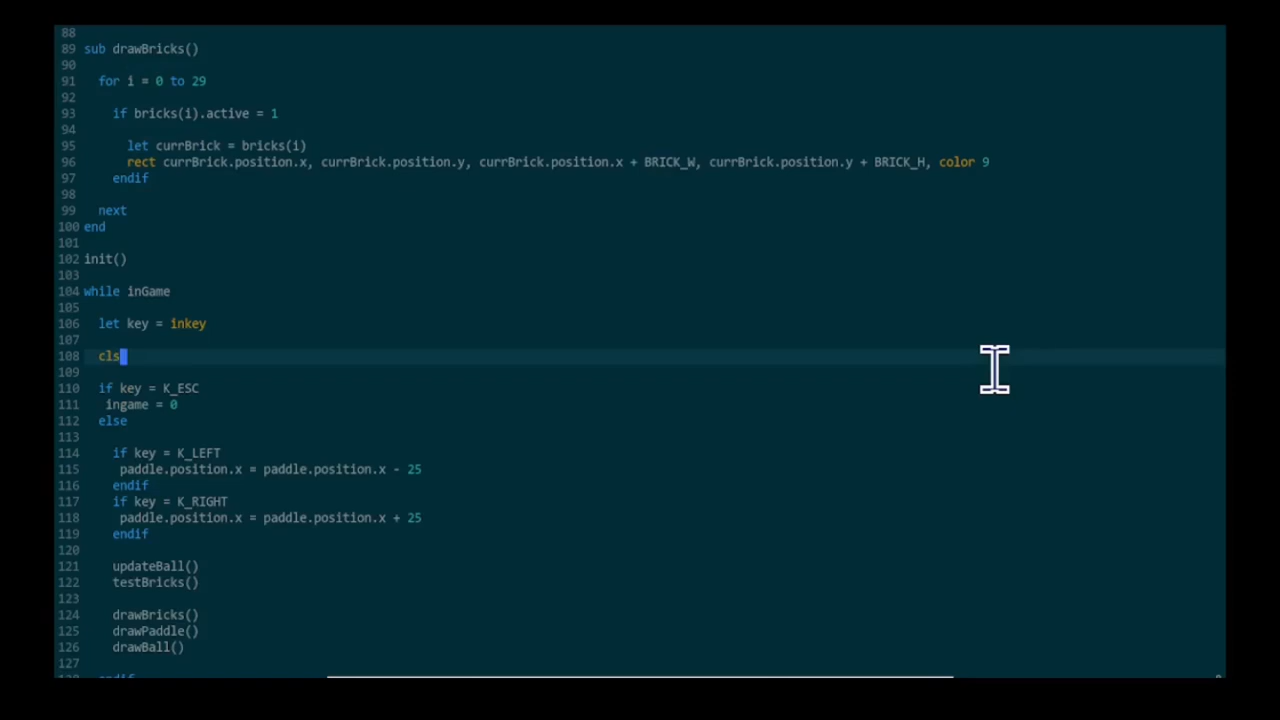 88
89 sub drawBricks()
90
91   for i = 0 to 29
92
93     if bricks(i).active = 1
94
95       let currBrick = bricks(i)
96       rect currBrick.position.x, currBrick.position.y, currBrick.position.x + BRICK_W, currBrick.position.y + BRICK_H, color 9
97     endif
98
99   next
100 end
101
102 init()
103
104 while inGame
105
106   let key = inkey
107
108   cls
109
110   if key = K_ESC
111    ingame = 0
112   else
113
114     if key = K_LEFT
115      paddle.position.x = paddle.position.x - 25
116     endif
117     if key = K_RIGHT
118      paddle.position.x = paddle.position.x + 25
119     endif
120
121     updateBall()
122     testBricks()
123
124     drawBricks()
125     drawPaddle()
126     drawBall()
127